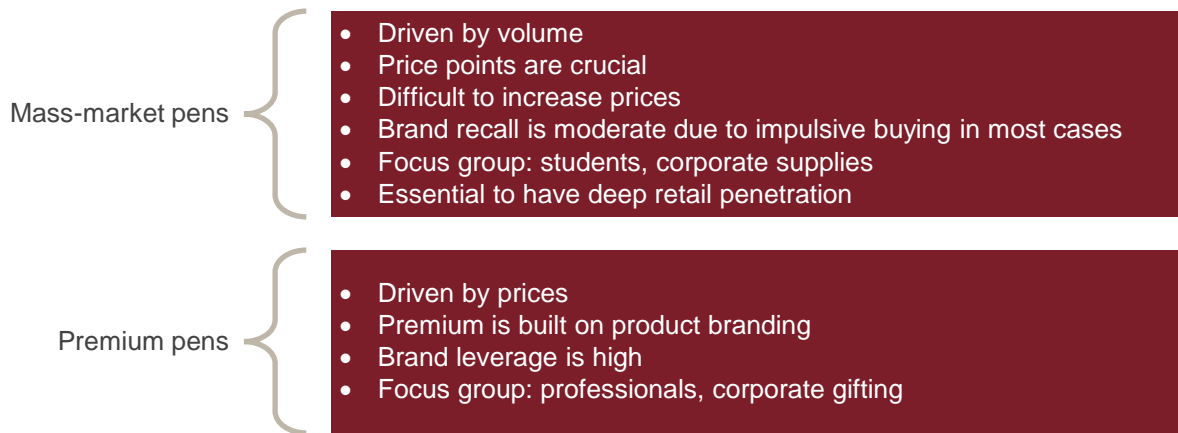 Mass-market pens
• Driven by volume
• Price points are crucial
• Difficult to increase prices
• Brand recall is moderate due to impulsive buying in most cases
• Focus group: students, corporate supplies
• Essential to have deep retail penetration
Premium pens
• Driven by prices
• Premium is built on product branding
• Brand leverage is high
• Focus group: professionals, corporate gifting